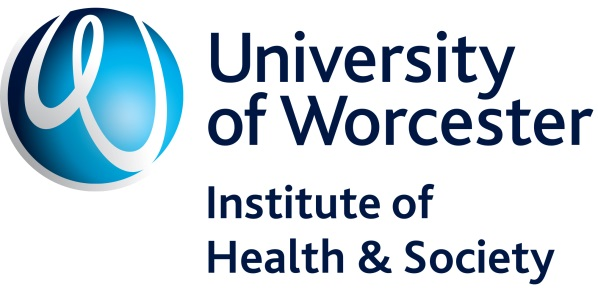 University
of Worcester
Institute of
Health & Society